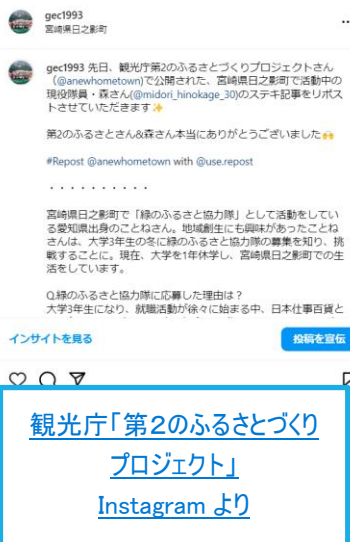 gec1993
宮崎県日之影町
gec1993 先日、観光庁第2のふるさとづくりプロジェクトさん
（@anewhometown)で公開された、宮崎県日之影町で活動中の
現役隊員・森さん(@midori_hinokage_30)のステキ記事をリポス
トさせていただきます✨
第2のふるさとさん&森さん本当にありがとうございました🙌
#Repost @anewhometown with @use.repost
・・・・・・・・・・
宮崎県日之影町で「緑のふるさと協力隊」として活動をしてい
る愛知県出身のことねさん。地域創生にも興味があったことね
さんは、大学3年生の冬に緑のふるさと協力隊の募集を知り、挑
戦することに。現在、大学を1年休学し、宮崎県日之影町での生
活をしています。
Q.緑のふるさと協力隊に応募した理由は？
大学3年生になり、就職活動が徐々に始まる中、日本仕事百貨と
インサイトを見る
投稿を宣伝
観光庁「第2のふるさとづくり
プロジェクト」
Instagram より